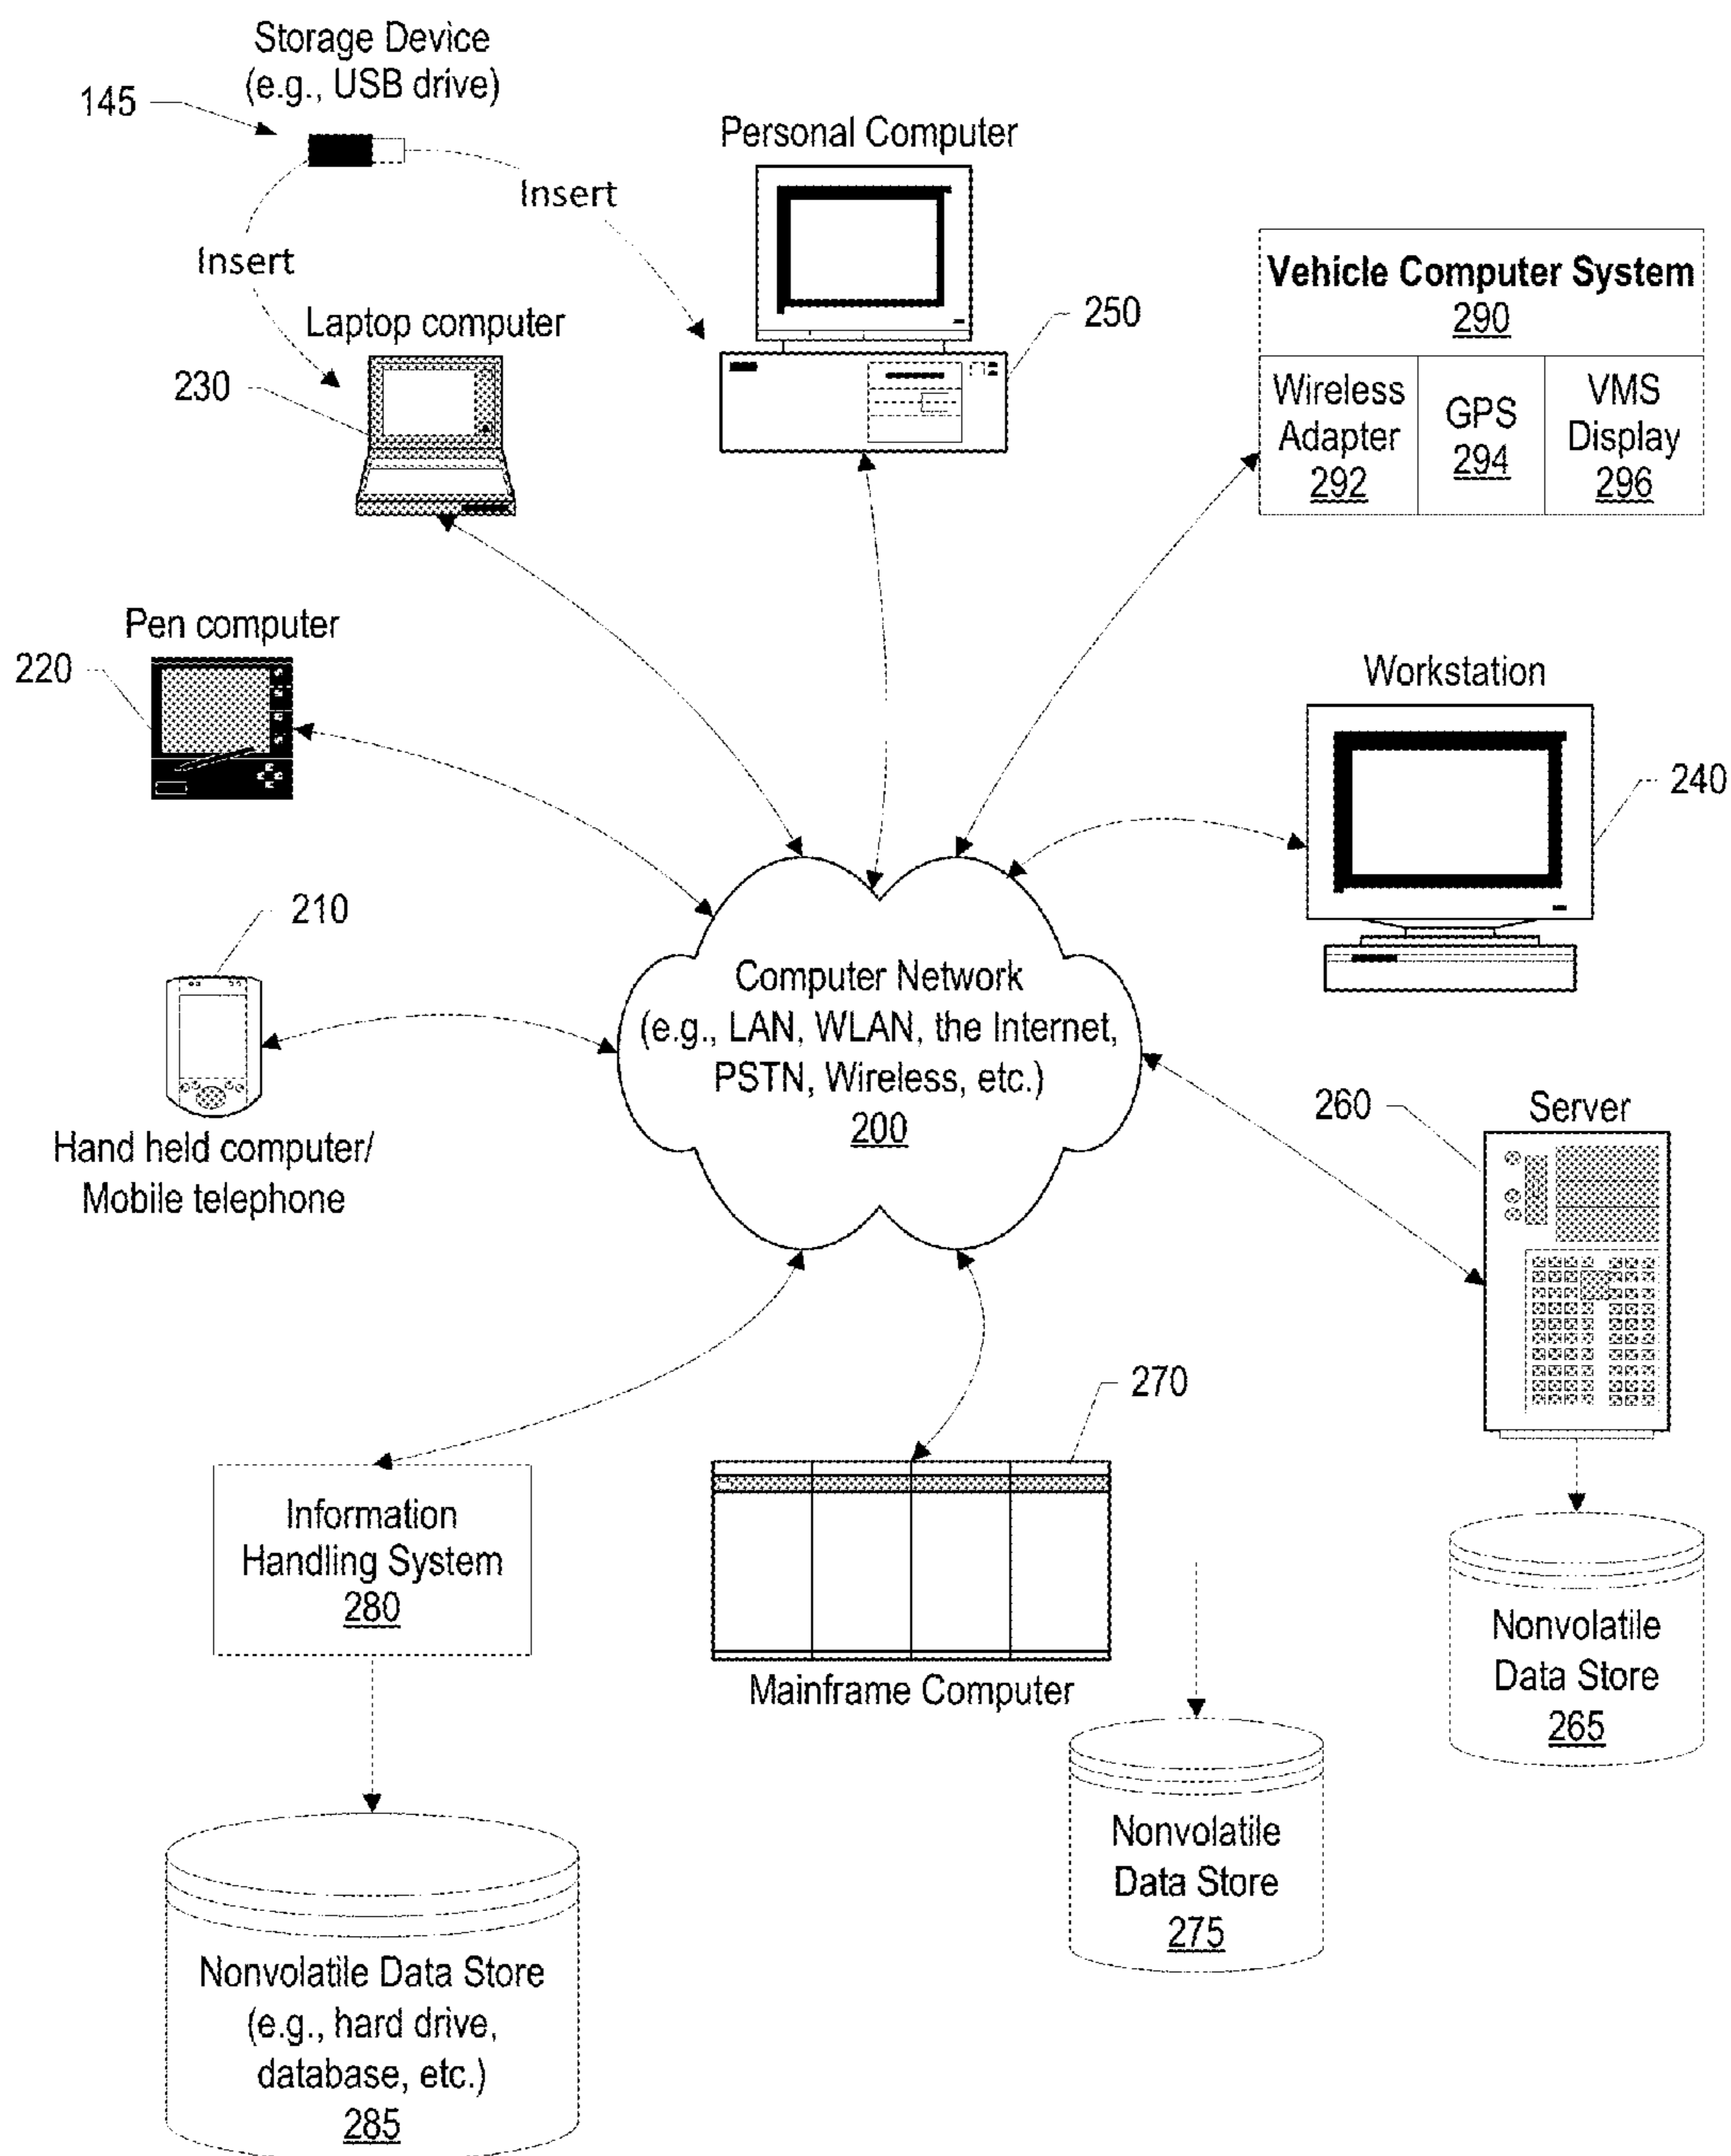 Storage Device
(e.g., USB drive)
145
Insert
Insert
Personal Computer
250
Laptop computer
230
Vehicle Computer System
290
Wireless
Adapter
292
GPS
294
VMS
Display
296
Pen computer
220
Workstation
240
210
Hand held computer/
Mobile telephone
Computer Network
(e.g., LAN, WLAN, the Internet,
PSTN, Wireless, etc.)
200
260
Server
270
Mainframe Computer
Information
Handling System
280
Nonvolatile
Data Store
265
Nonvolatile
Data Store
275
Nonvolatile Data Store
(e.g., hard drive,
database, etc.)
285